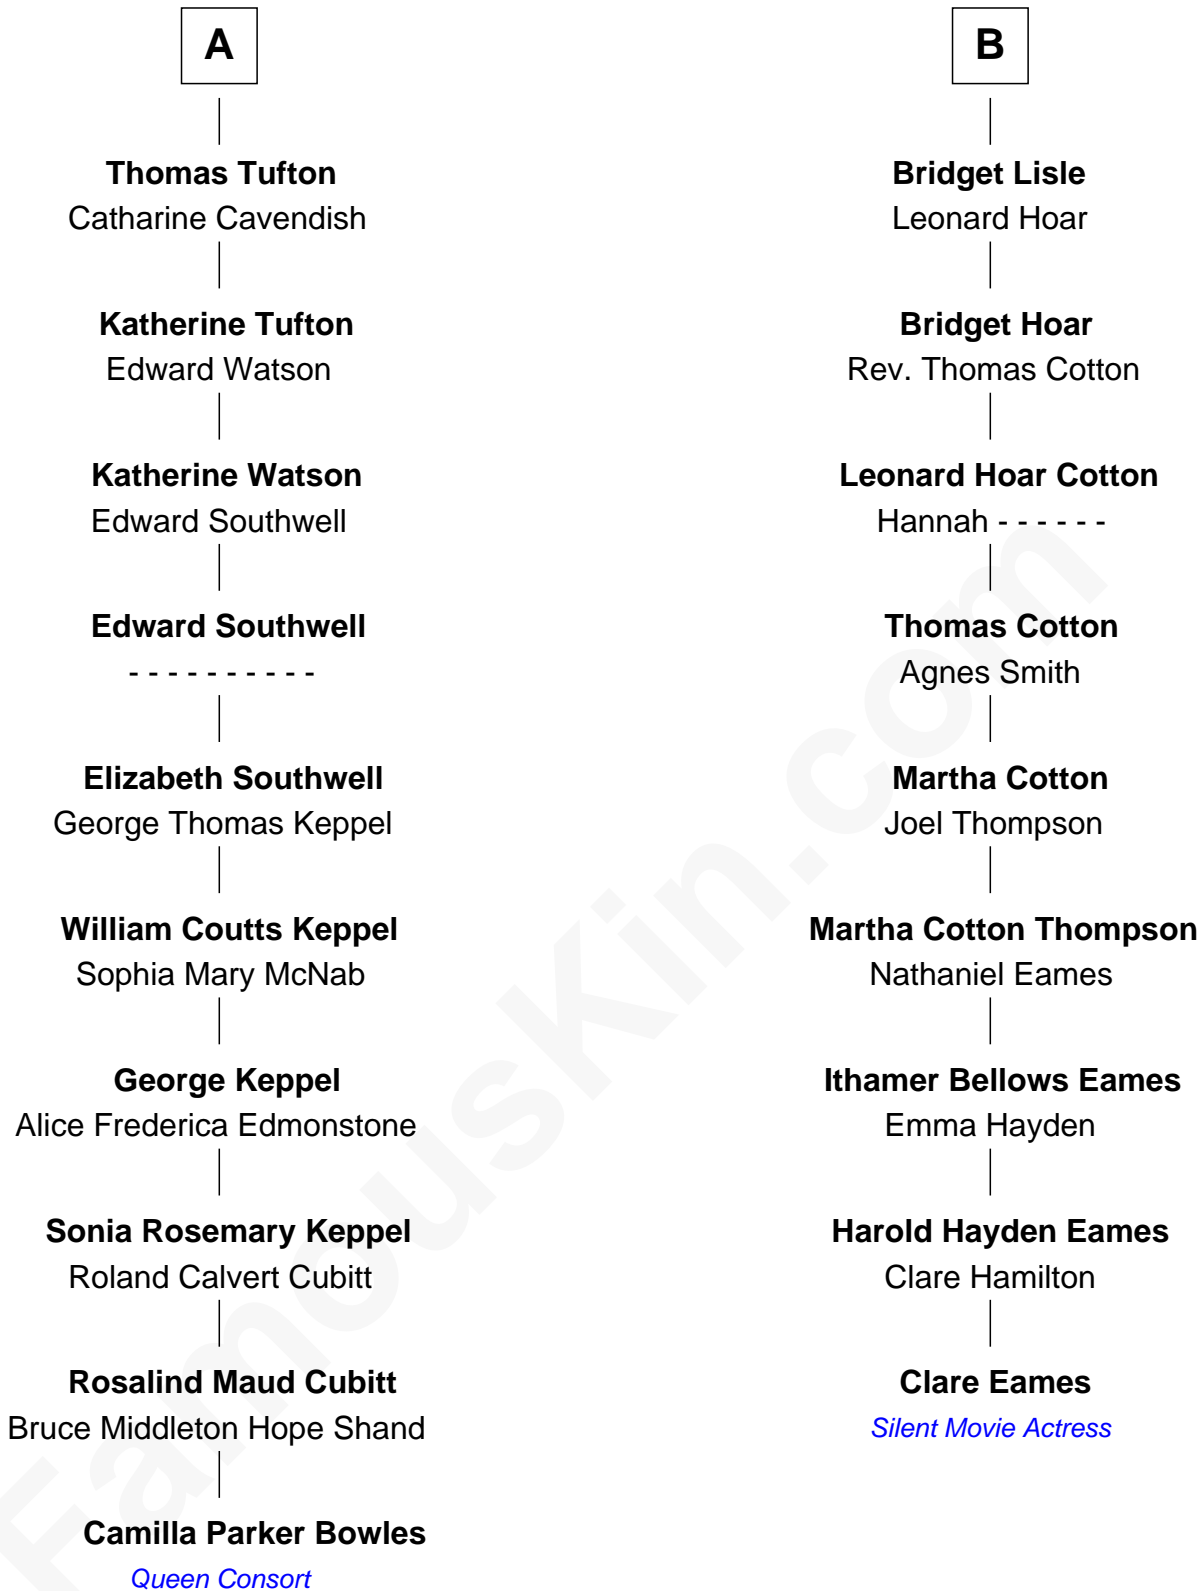 A
Thomas Tufton
Catharine Cavendish
Katherine Tufton
Edward Watson
Katherine Watson
Edward Southwell
Edward Southwell
- - - - - - - - - -
Elizabeth Southwell
George Thomas Keppel
William Coutts Keppel
Sophia Mary McNab
George Keppel
Alice Frederica Edmonstone
Sonia Rosemary Keppel
Roland Calvert Cubitt
Rosalind Maud Cubitt
Bruce Middleton Hope Shand
Camilla Parker Bowles
Queen Consort
B
Bridget Lisle
Leonard Hoar
Bridget Hoar
Rev. Thomas Cotton
Leonard Hoar Cotton
Hannah - - - - - -
Thomas Cotton
Agnes Smith
Martha Cotton
Joel Thompson
Martha Cotton Thompson
Nathaniel Eames
Ithamer Bellows Eames
Emma Hayden
Harold Hayden Eames
Clare Hamilton
Clare Eames
Silent Movie Actress
FamousKin.com